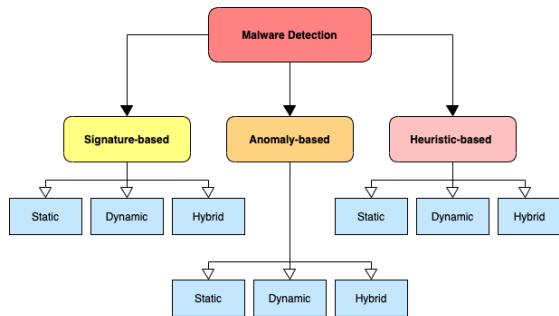 Malware Detection
Signature-based
Anomaly-based
Heuristic-based
Static
Dynamic
Hybrid
Static
Dynamic
Hybrid
Static
Dynamic
Hybrid